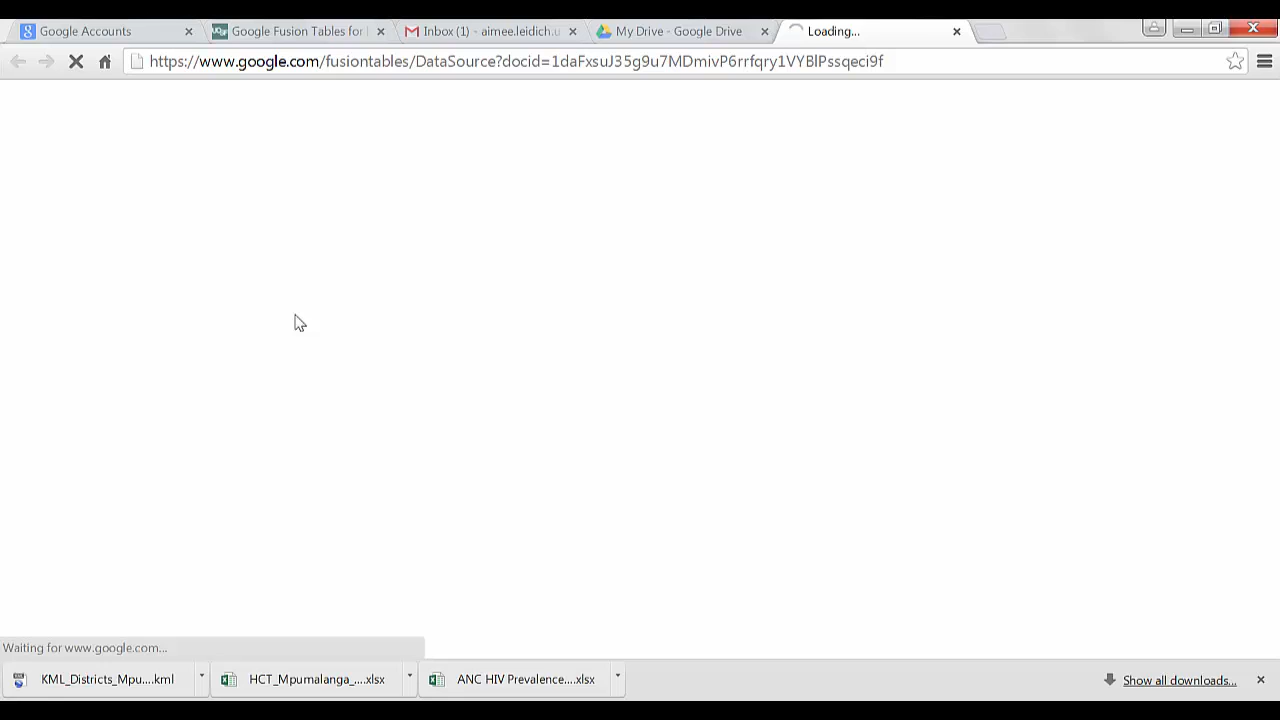 Google Accounts
Google Fusion Tables for
Inbox (1) - aimee
My Drive - Google Drive
Loading...
https://www.google.com/fusiontables/DataSource?docid=1daFxsuJ35g9u7MDmivP6rrfqry1VYBlPssqeci9f
Waiting for www.google.com...
KML_Districts_Mpu....kml
HCT_Mpumalanga_....xlsx
ANC HIV Prevalence....xlsx
Show all downloads...